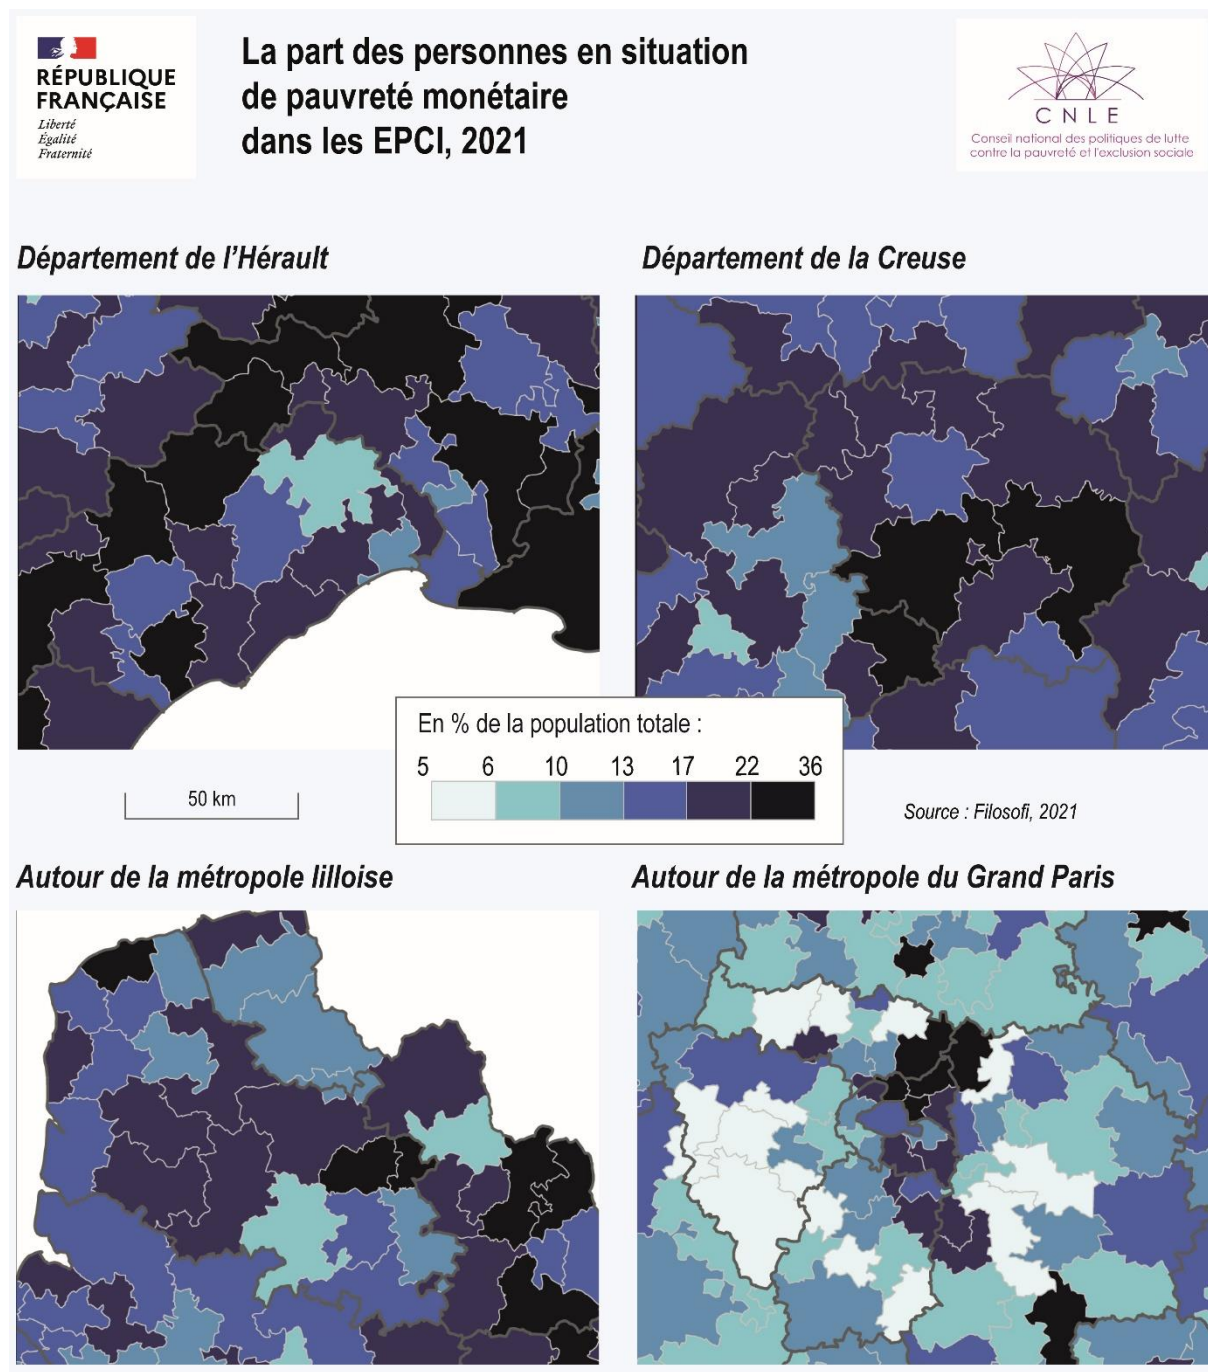 RÉPUBLIQUE
FRANÇAISE
Liberté
Égalité
Fraternité
La part des personnes en situation
de pauvreté monétaire
dans les EPCI, 2021
CNLE
Conseil national des politiques de lutte
contre la pauvreté et l'exclusion sociale
Département de l'Hérault
Département de la Creuse
En % de la population totale :
5 6 10 13 17 22 36
50 km
Source : Filosofi, 2021
Autour de la métropole lilloise
Autour de la métropole du Grand Paris